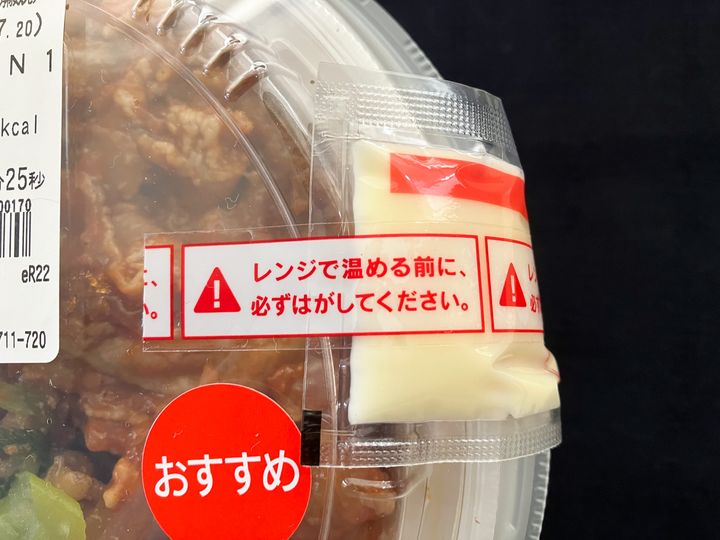 7.20)
N 1
kcal
25秒
00170
eR22
711-720
レンジで温める前に、
必ずはがしてください。
おすすめ